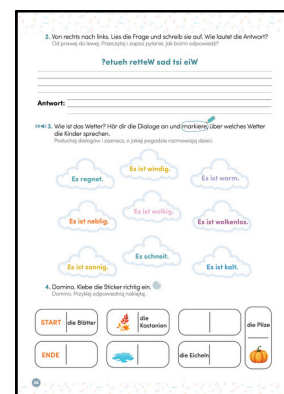 2. Von rechts nach links. Lies die Frage und schreib sie auf. Wie lautet die Antwort?
Od prawej do lewej. Przeczytaj i zapisz pytanie. Jak brzmi odpowiedź?
?etueh retteW sad tsi eiW
Antwort:
3. Wie ist das Wetter? Hör dir die Dialoge an und markiere, über welches Wetter
die Kinder sprechen.
Posłuchaj dialogów i zaznacz, o jakiej pogodzie rozmawiają dzieci.
Es regnet.
Es ist windig.
Es ist warm.
Es ist neblig.
Es ist wolkig.
Es ist wolkenlos.
Es ist sonnig.
Es schneit.
Es ist kalt.
4. Domino. Klebe die Sticker richtig ein.
Domino. Przyklej odpowiednią naklejkę.
START
die Blätter
die
Kastanien
die Pilze
ENDE
die Eicheln